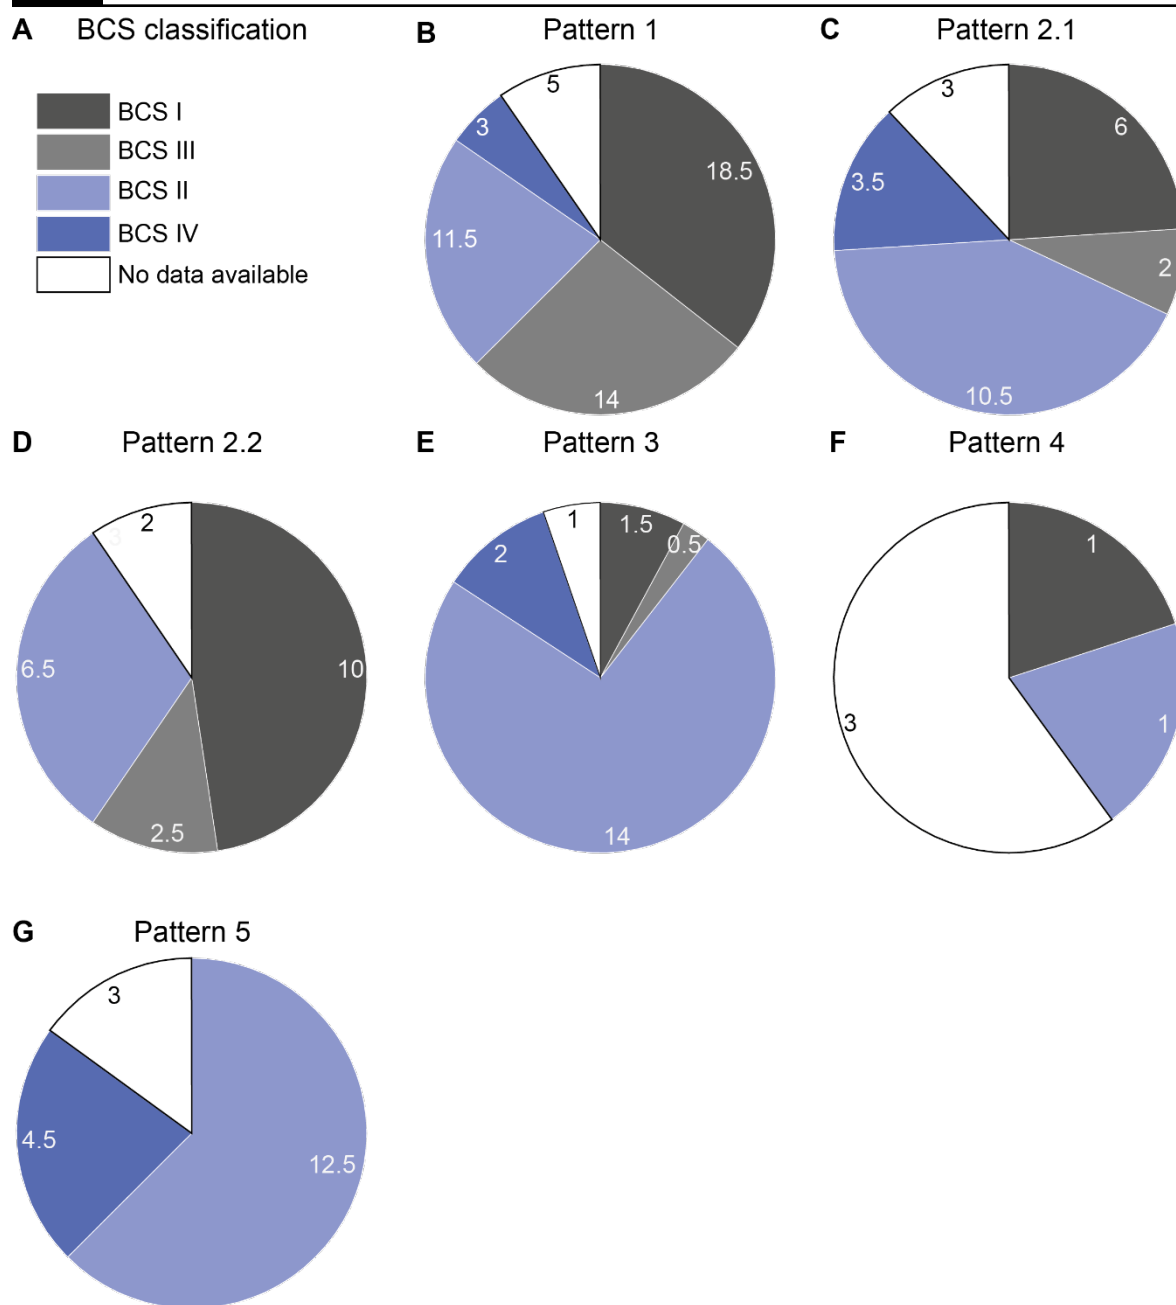 A BCS classification
BCS I
BCS III
BCS II
BCS IV
No data available
B Pattern 1
5
3
18.5
11.5
14
C Pattern 2.1
3
6
3.5
2
10.5
D Pattern 2.2
2
3
6.5
10
2.5
E Pattern 3
1
1.5
0.5
2
14
F Pattern 4
1
3
1
G Pattern 5
3
4.5
12.5